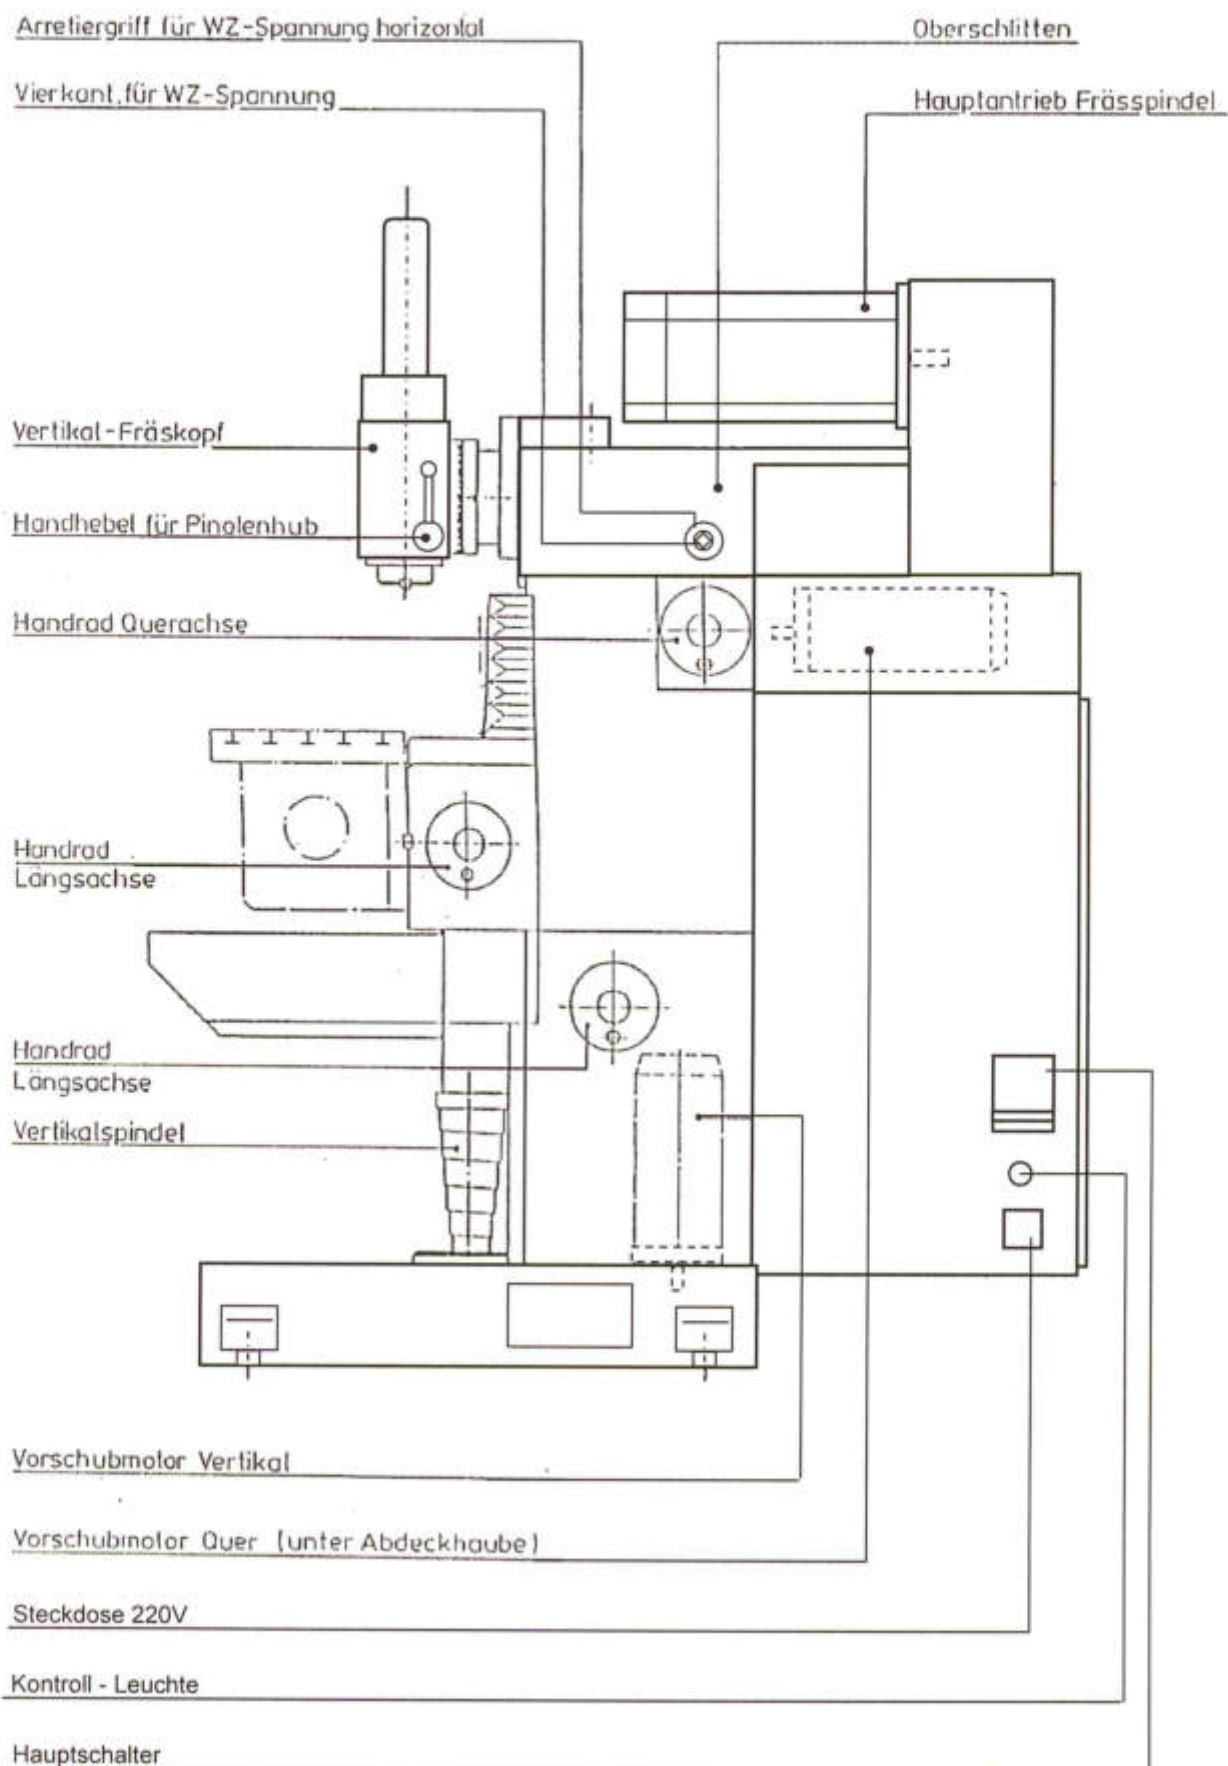 Arretiergriff für WZ-Spannung horizontal
Oberschlitten
Vierkant.für WZ-Spannung
Hauptantrieb Frässpindel
Vertikal-Fräskopf
Handhebel für Pinolenhub
Handrad Querachse
Handrad
Längsachse
Handrad
Längsachse
Vertikalspindel
Vorschubmotor Vertikal
Vorschubmotor Quer (unter Abdeckhaube)
Steckdose 220V
Kontroll - Leuchte
Hauptschalter